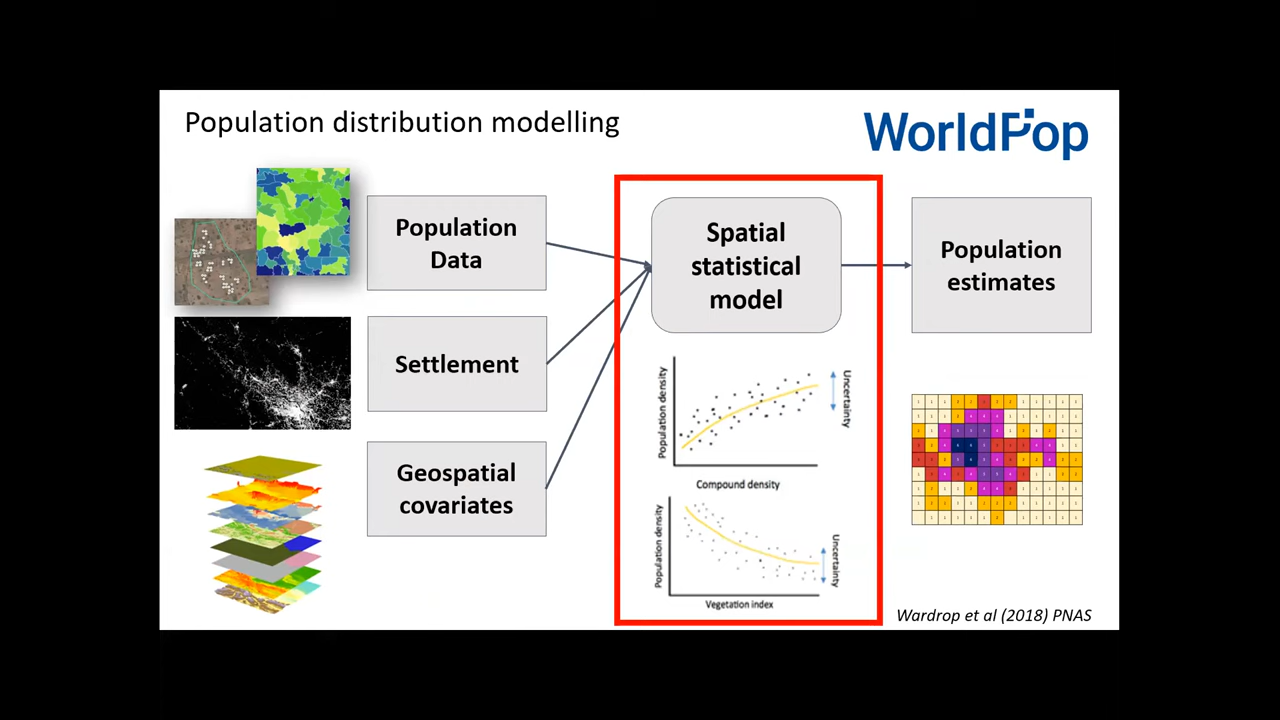 Population distribution modelling
WorldPop
Population
Data
Settlement
Geospatial
covariates
Spatial
statistical
model
Population density
Uncertainty
Compound density
Population density
Uncertainty
Vegetation index
Population
estimates
Wardrop et al (2018) PNAS